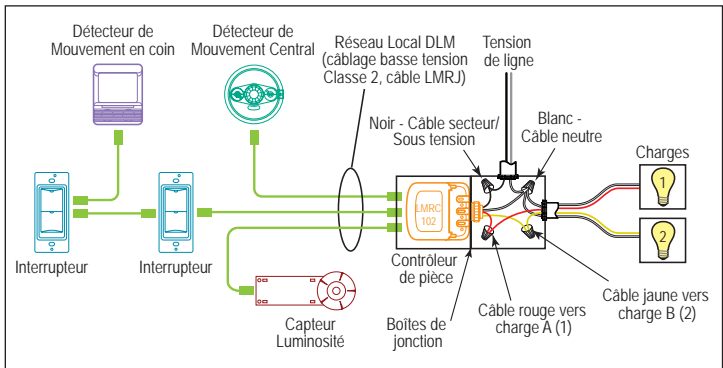 Détecteur de
Mouvement en coin
Détecteur de
Mouvement Central
Réseau Local DLM
(câblage basse tension
Classe 2, câble LMRJ)
Tension
de ligne
Noir - Câble secteur/
Sous tension
Blanc -
Câble neutre
Charges
1
2
LMRC
102
Interrupteur
Interrupteur
Contrôleur
de pièce
Capteur
Luminosité
Boîtes de
jonction
Câble rouge vers
charge A (1)
Câble jaune vers
charge B (2)